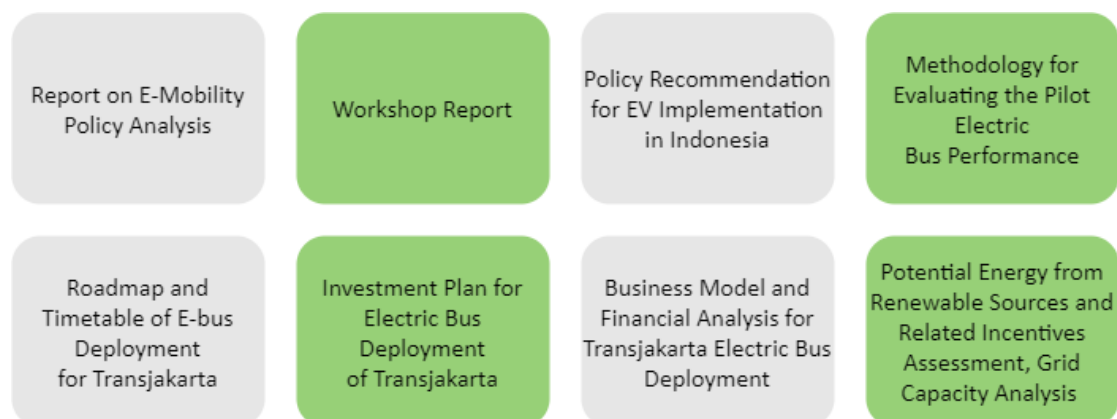 Report on E-Mobility
Policy Analysis
Workshop Report
Policy Recommendation
for EV Implementation
in Indonesia
Methodology for
Evaluating the Pilot
Electric
Bus Performance
Roadmap and
Timetable of E-bus
Deployment
for Transjakarta
Investment Plan for
Electric Bus
Deployment
of Transjakarta
Business Model and
Financial Analysis for
Transjakarta Electric Bus
Deployment
Potential Energy from
Renewable Sources and
Related Incentives
Assessment, Grid
Capacity Analysis